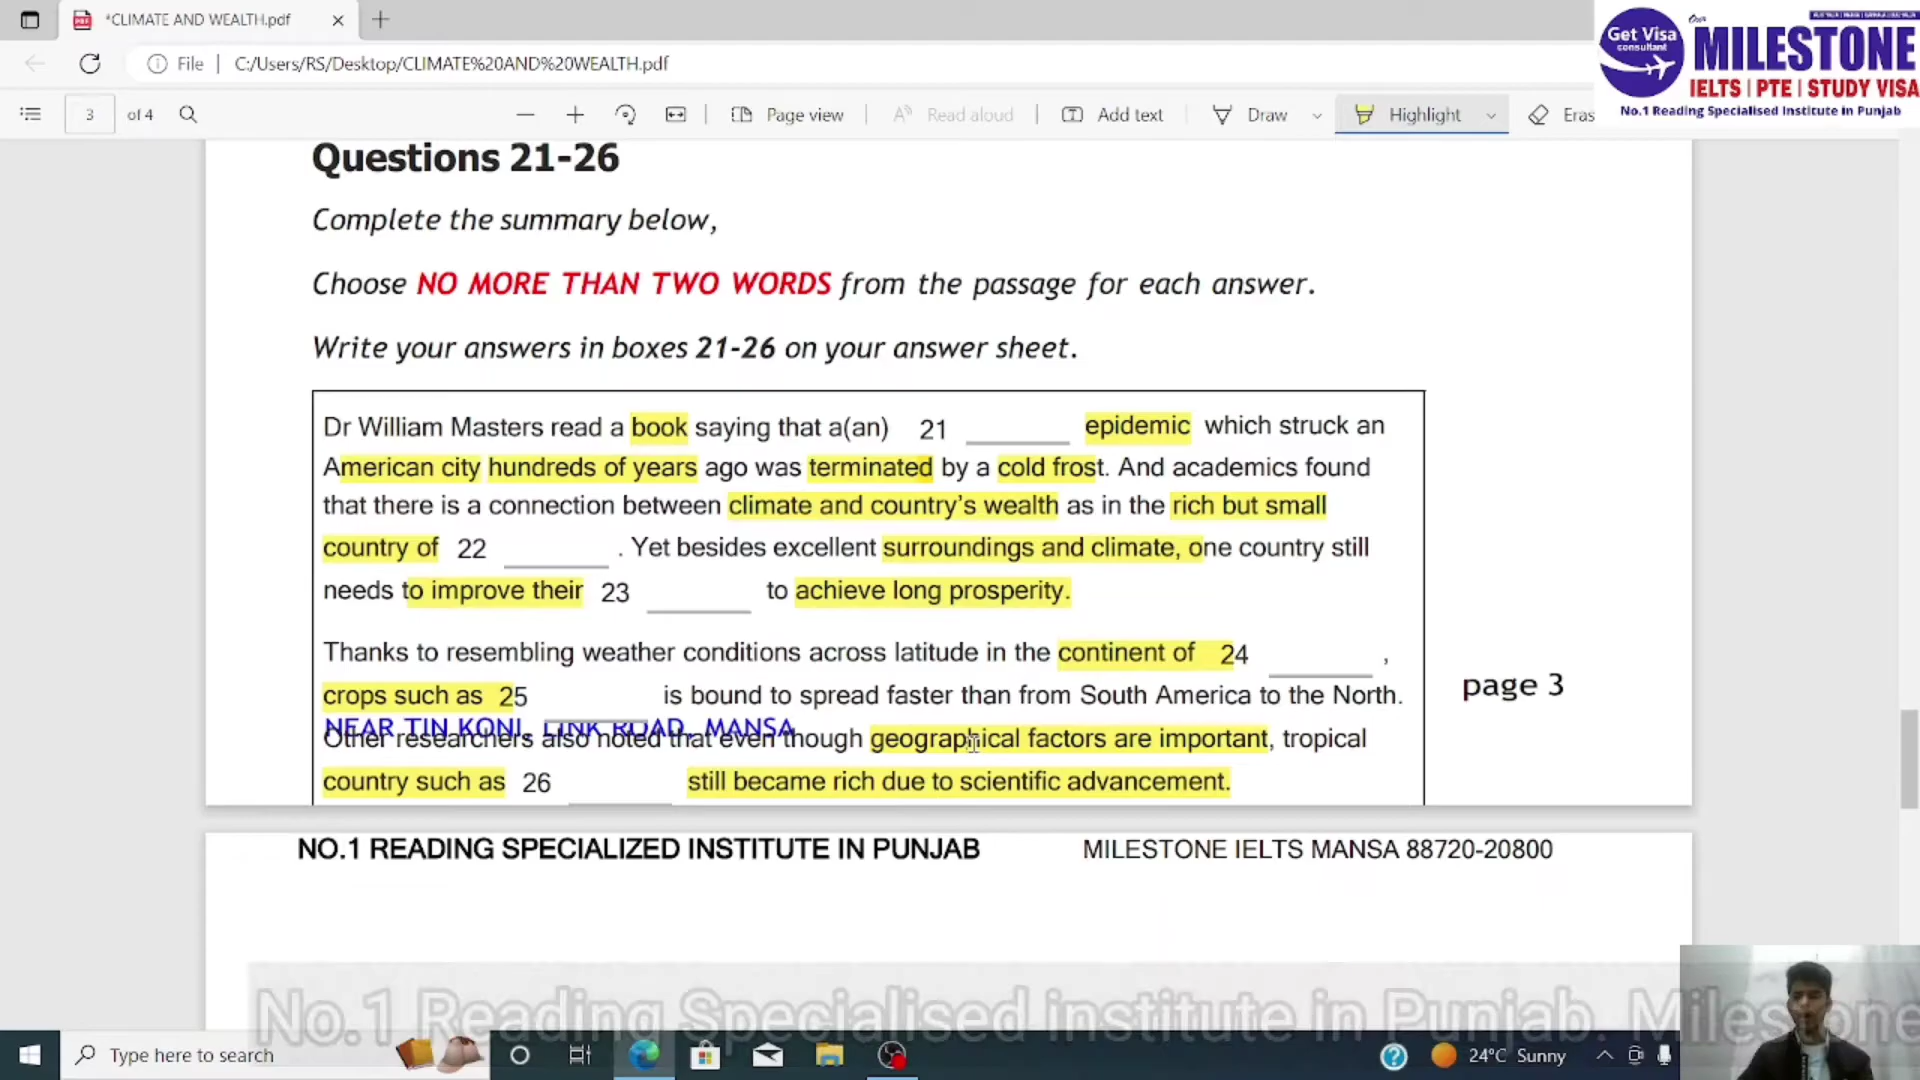 *CLIMATE AND WEALTH.pdf
File C:/Users/RS/Desktop/CLIMATE%20AND%20WEALTH.pdf
Get Visa
consultant
Our
MILESTONE
IELTS | PTE | STUDY VISA
No.1 Reading Specialised Institute in Punjab
3 of 4 Page view Read aloud Add text Draw Highlight Eras
Questions 21-26
Complete the summary below,
Choose NO MORE THAN TWO WORDS from the passage for each answer.
Write your answers in boxes 21-26 on your answer sheet.
Dr William Masters read a book saying that a(an) 21 ________ epidemic which struck an
American city hundreds of years ago was terminated by a cold frost. And academics found
that there is a connection between climate and country's wealth as in the rich but small
country of 22 ________ . Yet besides excellent surroundings and climate, one country still
needs to improve their 23 ________ to achieve long prosperity.
Thanks to resembling weather conditions across latitude in the continent of 24 ________ ,
crops such as 25 ________ is bound to spread faster than from South America to the North.
page 3
NEAR TIN KONI, LINK ROAD, MANSA
Other researchers also noted that even though geographical factors are important, tropical
country such as 26 ________ still became rich due to scientific advancement.
NO.1 READING SPECIALIZED INSTITUTE IN PUNJAB MILESTONE IELTS MANSA 88720-20800
No.1 Reading Specialised institute in Punjab. Milestone
Type here to search
24°C Sunny